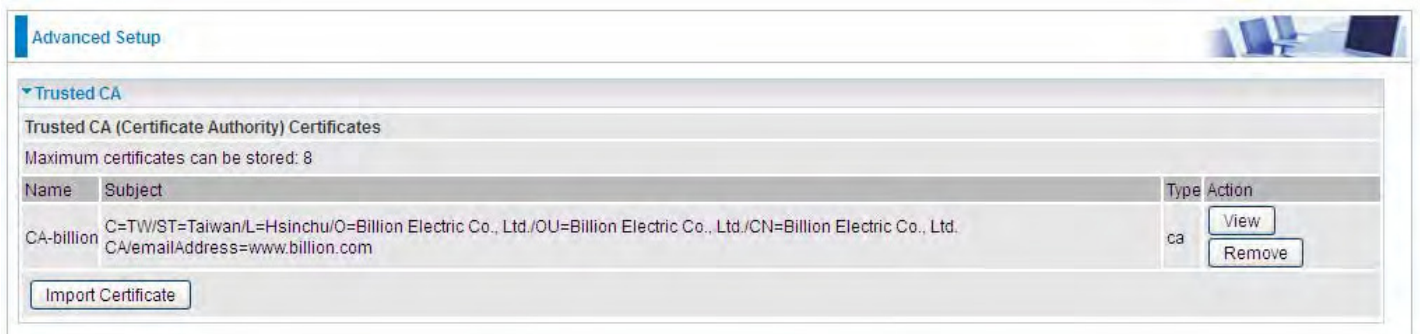 Advanced Setup
Trusted CA
Trusted CA (Certificate Authority) Certificates
Maximum certificates can be stored: 8
Name Subject Type Action
CA-billion C=TW/ST=Taiwan/L=Hsinchu/O=Billion Electric Co., Ltd./OU=Billion Electric Co., Ltd./CN=Billion Electric Co., Ltd.
CA/emailAddress=www.billion.com ca View
Remove
Import Certificate